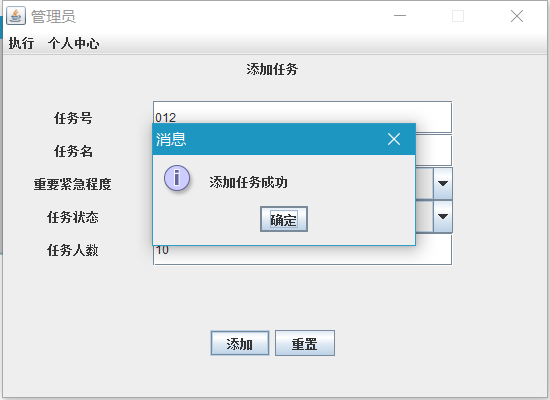 管理员
执行 个人中心
添加任务
任务号 012
消息
任务名
添加任务成功
重要紧急程度
任务状态
确定
任务人数 10
添加 重置